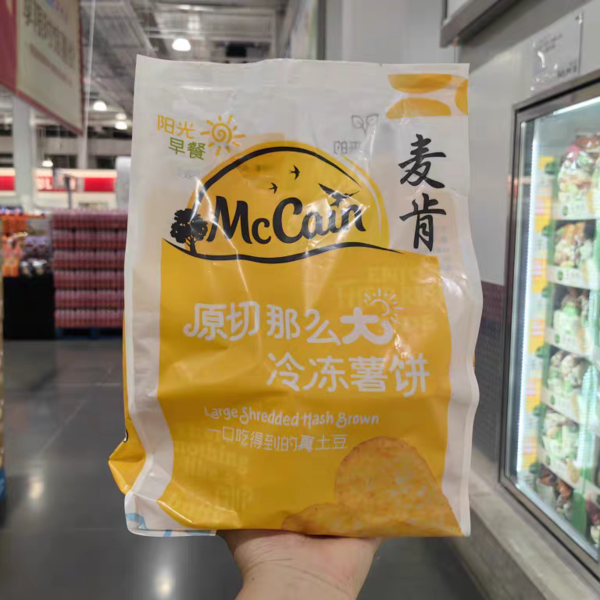 阳光
早餐
McCain
麦肯
原切那么大
冷冻薯饼
Large Shredded Hash Brown
一口吃得到的真土豆